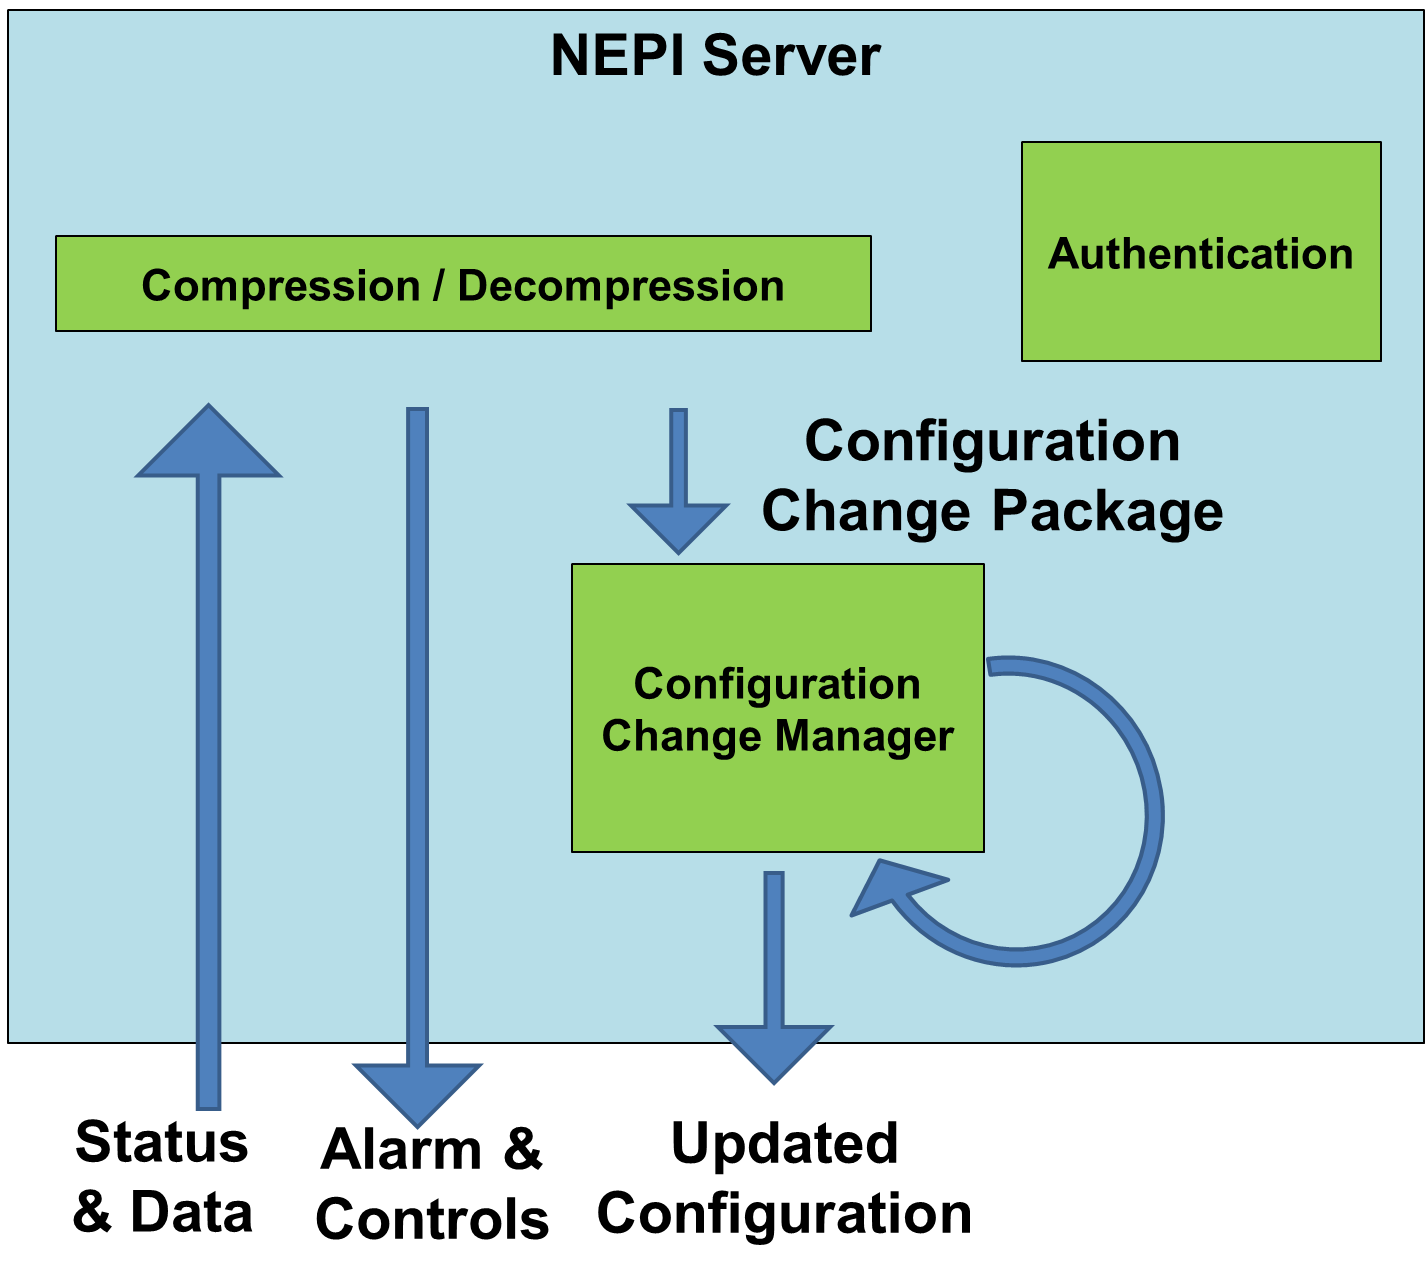 NEPI Server
Authentication
Compression / Decompression
Configuration
Change Package
Configuration
Change Manager
Status
& Data
Alarm &
Controls
Updated
Configuration